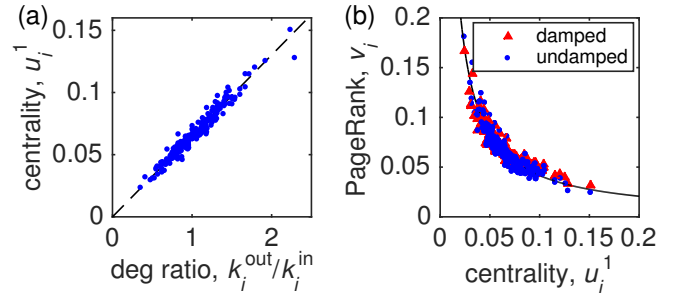 (a)
centrality, u_i^1
0.15
0.10
0.05
0
0 1 2
deg ratio, k_i^out/k_i^in
(b)
PageRank, v_i
0.2
0.15
0.1
0.05
0
damped
undamped
0 0.05 0.1 0.15 0.2
centrality, u_i^1